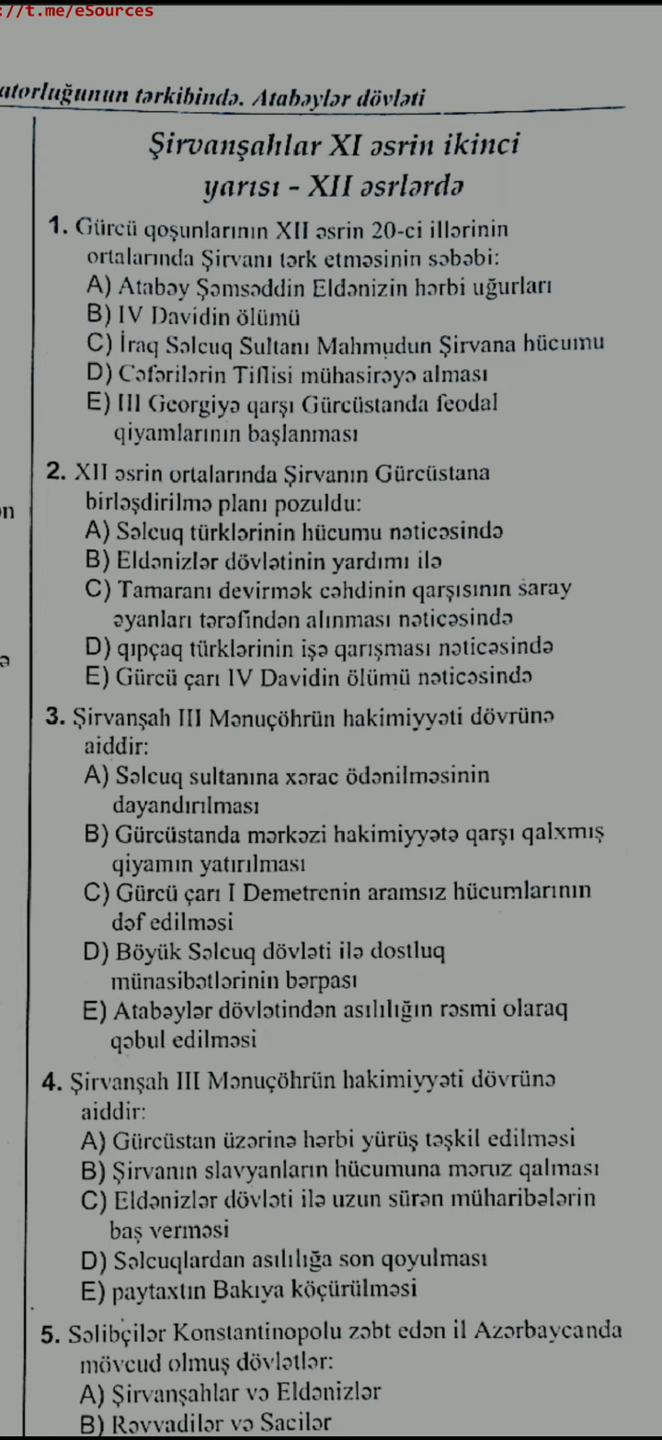 ://t.me/eSources
atorluğunun tərkibində. Atabəylər dövləti
Şirvanşahlar XI əsrin ikinci
yarısı - XII əsrlərdə
1. Gürcü qoşunlarının XII əsrin 20-ci illərinin
ortalarında Şirvanı tərk etməsinin səbəbi:
A) Atabəy Şəmsəddin Eldənizin hərbi uğurları
B) IV Davidin ölümü
C) İraq Səlcuq Sultanı Mahmudun Şirvana hücumu
D) Cəfərilərin Tiflisi mühasirəyə alması
E) III Georgiyə qarşı Gürcüstanda feodal
qiyamlarının başlanması
2. XII əsrin ortalarında Şirvanın Gürcüstana
birləşdirilmə planı pozuldu:
ən
A) Səlcuq türklərinin hücumu nəticəsində
B) Eldənizlər dövlətinin yardımı ilə
C) Tamaranı devirmək cəhdinin qarşısının saray
əyanları tərəfindən alınması nəticəsində
D) qıpçaq türklərinin işə qarışması nəticəsində
ə
E) Gürcü çarı IV Davidin ölümü nəticəsində
3. Şirvanşah III Mənuçöhrün hakimiyyəti dövrünə
aiddir:
A) Səlcuq sultanına xərac ödənilməsinin
dayandırılması
B) Gürcüstanda mərkəzi hakimiyyətə qarşı qalxmış
qiyamın yatırılması
C) Gürcü çarı I Demetrenin aramsız hücumlarının
dəf edilməsi
D) Böyük Səlcuq dövləti ilə dostluq
münasibətlərinin bərpası
E) Atabəylər dövlətindən asılılığın rəsmi olaraq
qəbul edilməsi
4. Şirvanşah III Mənuçöhrün hakimiyyəti dövrünə
aiddir:
A) Gürcüstan üzərinə hərbi yürüş təşkil edilməsi
B) Şirvanın slavyanların hücumuna məruz qalması
C) Eldənizlər dövləti ilə uzun sürən müharibələrin
baş verməsi
D) Səlcuqlardan asılılığa son qoyulması
E) paytaxtın Bakıya köçürülməsi
5. Səlibçilər Konstantinopolu zəbt edən il Azərbaycanda
mövcud olmuş dövlətlər:
A) Şirvanşahlar və Eldənizlər
B) Rəvvadilər və Sacilər